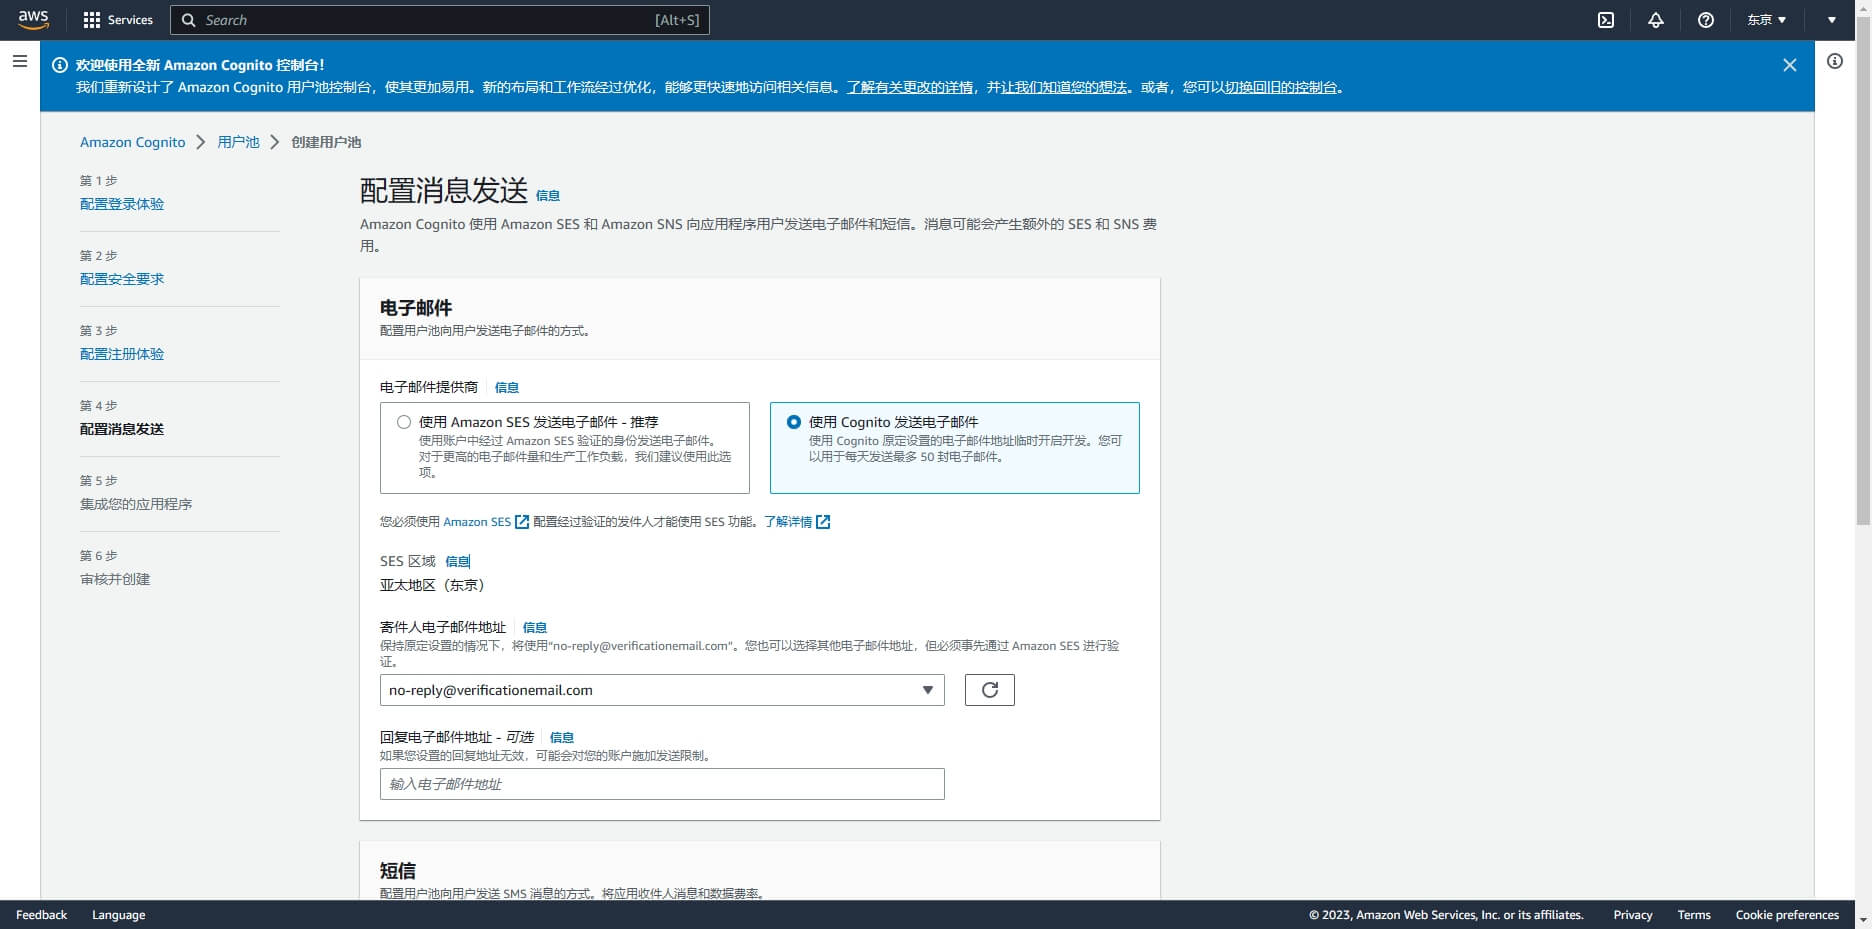 aws
Services
Search
[Alt+S]
东京
欢迎使用全新 Amazon Cognito 控制台！
我们重新设计了 Amazon Cognito 用户池控制台，使其更加易用。新的布局和工作流经过优化，能够更快速地访问相关信息。了解有关更改的详情，并让我们知道您的想法。或者，您可以切换回旧的控制台。
Amazon Cognito
用户池
创建用户池
第 1 步
配置登录体验
第 2 步
配置安全要求
第 3 步
配置注册体验
第 4 步
配置消息发送
第 5 步
集成您的应用程序
第 6 步
审核并创建
配置消息发送 信息
Amazon Cognito 使用 Amazon SES 和 Amazon SNS 向应用程序用户发送电子邮件和短信。消息可能会产生额外的 SES 和 SNS 费
用。
电子邮件
配置用户池向用户发送电子邮件的方式。
电子邮件提供商 信息
使用 Amazon SES 发送电子邮件 - 推荐
使用账户中经过 Amazon SES 验证的身份发送电子邮件。
对于更高的电子邮件量和生产工作负载，我们建议使用此选
项。
使用 Cognito 发送电子邮件
使用 Cognito 原定设置的电子邮件地址临时开启开发。您可
以用于每天发送最多 50 封电子邮件。
您必须使用 Amazon SES 配置经过验证的发件人才能使用 SES 功能。了解详情
SES 区域 信息
亚太地区（东京）
寄件人电子邮件地址 信息
保持原定设置的情况下，将使用“no-reply@verificationemail.com”。您也可以选择其他电子邮件地址，但必须事先通过 Amazon SES 进行验
证。
no-reply@verificationemail.com
回复电子邮件地址 - 可选 信息
如果您设置的回复地址无效，可能会对您的账户施加发送限制。
输入电子邮件地址
短信
配置用户池向用户发送 SMS 消息的方式。将应用收件人消息和数据费率。
Feedback
Language
© 2023, Amazon Web Services, Inc. or its affiliates.
Privacy
Terms
Cookie preferences